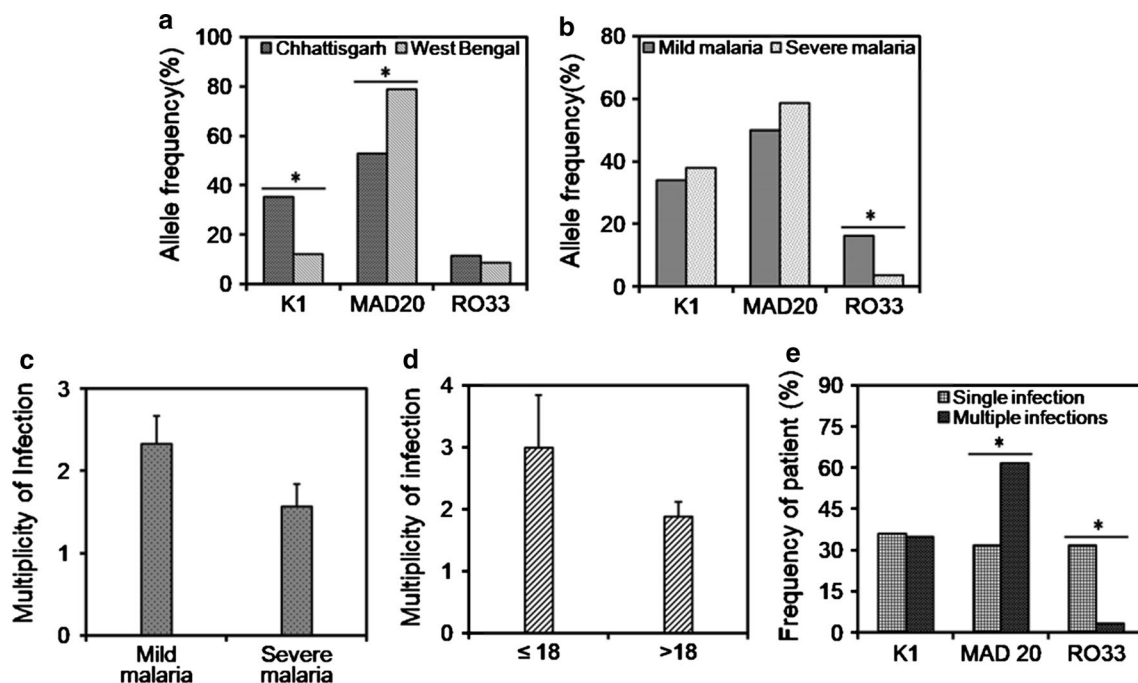 a
Allele frequency(%)
100
80
60
40
20
0
Chhattisgarh West Bengal
*
*
K1 MAD20 RO33
b
Allele frequency(%)
80
60
40
20
0
Mild malaria Severe malaria
*
K1 MAD20 RO33
c
Multiplicity of Infection
3
2
1
0
Mild malaria
Severe malaria
d
Multiplicity of infection
4
3
2
1
0
≤ 18 >18
e
Frequency of patient (%)
90
75
60
45
30
15
0
Single infection
Multiple infections
*
*
K1 MAD 20 RO33